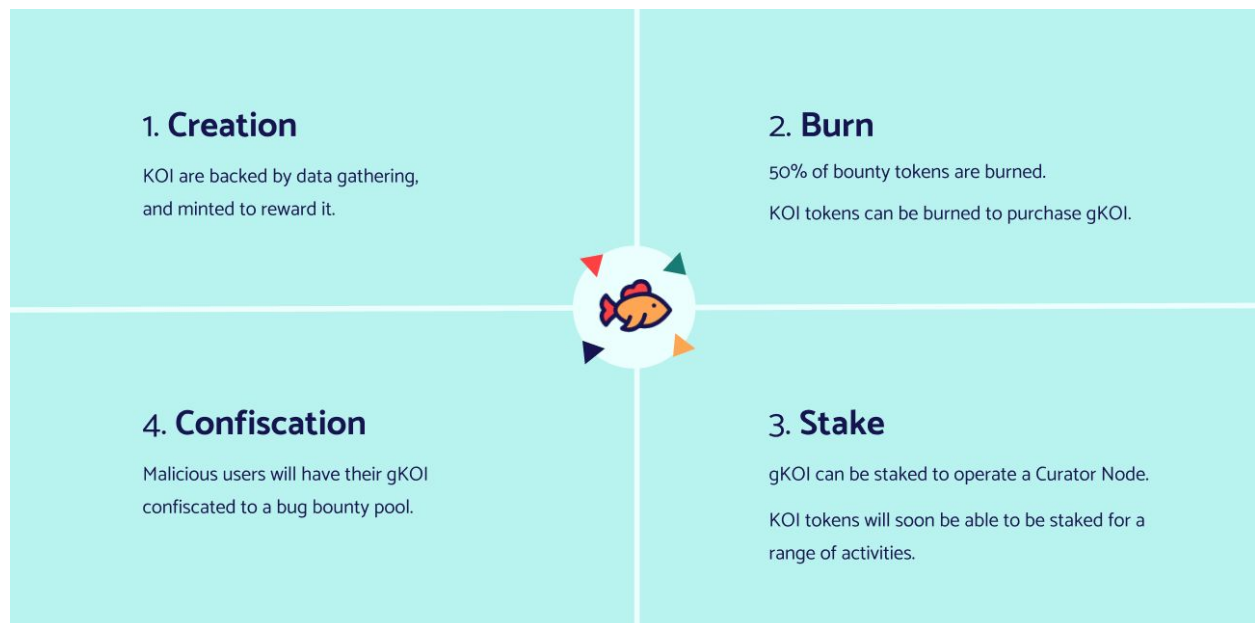 1. Creation
KOI are backed by data gathering,
and minted to reward it.
2. Burn
50% of bounty tokens are burned.
KOI tokens can be burned to purchase gKOI.
3. Stake
gKOI can be staked to operate a Curator Node.
KOI tokens will soon be able to be staked for a
range of activities.
4. Confiscation
Malicious users will have their gKOI
confiscated to a bug bounty pool.